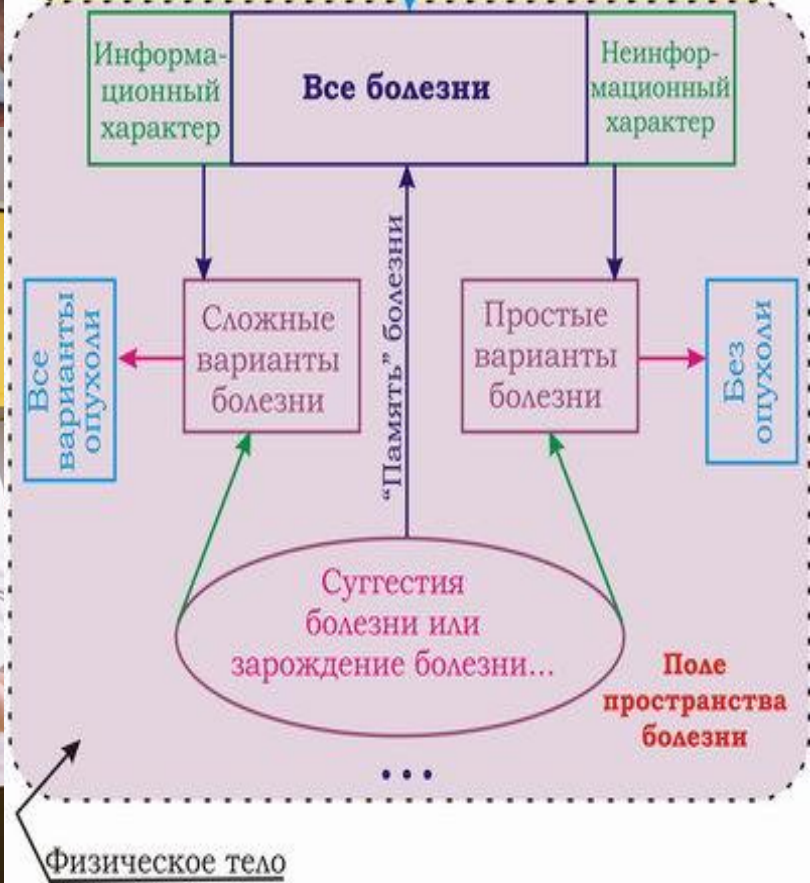 Информа-
ционный
характер
Все болезни
Неинфор-
мационный
характер
"Память" болезни
Все
варианты
опухоли
Сложные
варианты
болезни
Простые
варианты
болезни
Без
опухоли
Суггестия
болезни или
зарождение болезни...
Поле
пространства
болезни
...
Физическое тело